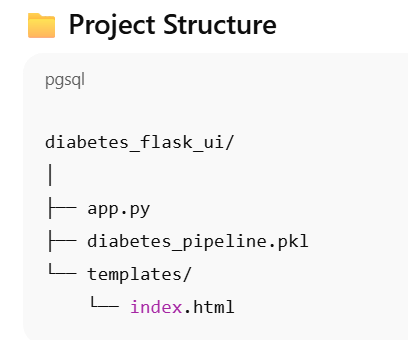 📁 Project Structure
pgsql
diabetes_flask_ui/
│
├── app.py
├── diabetes_pipeline.pkl
└── templates/
    └── index.html